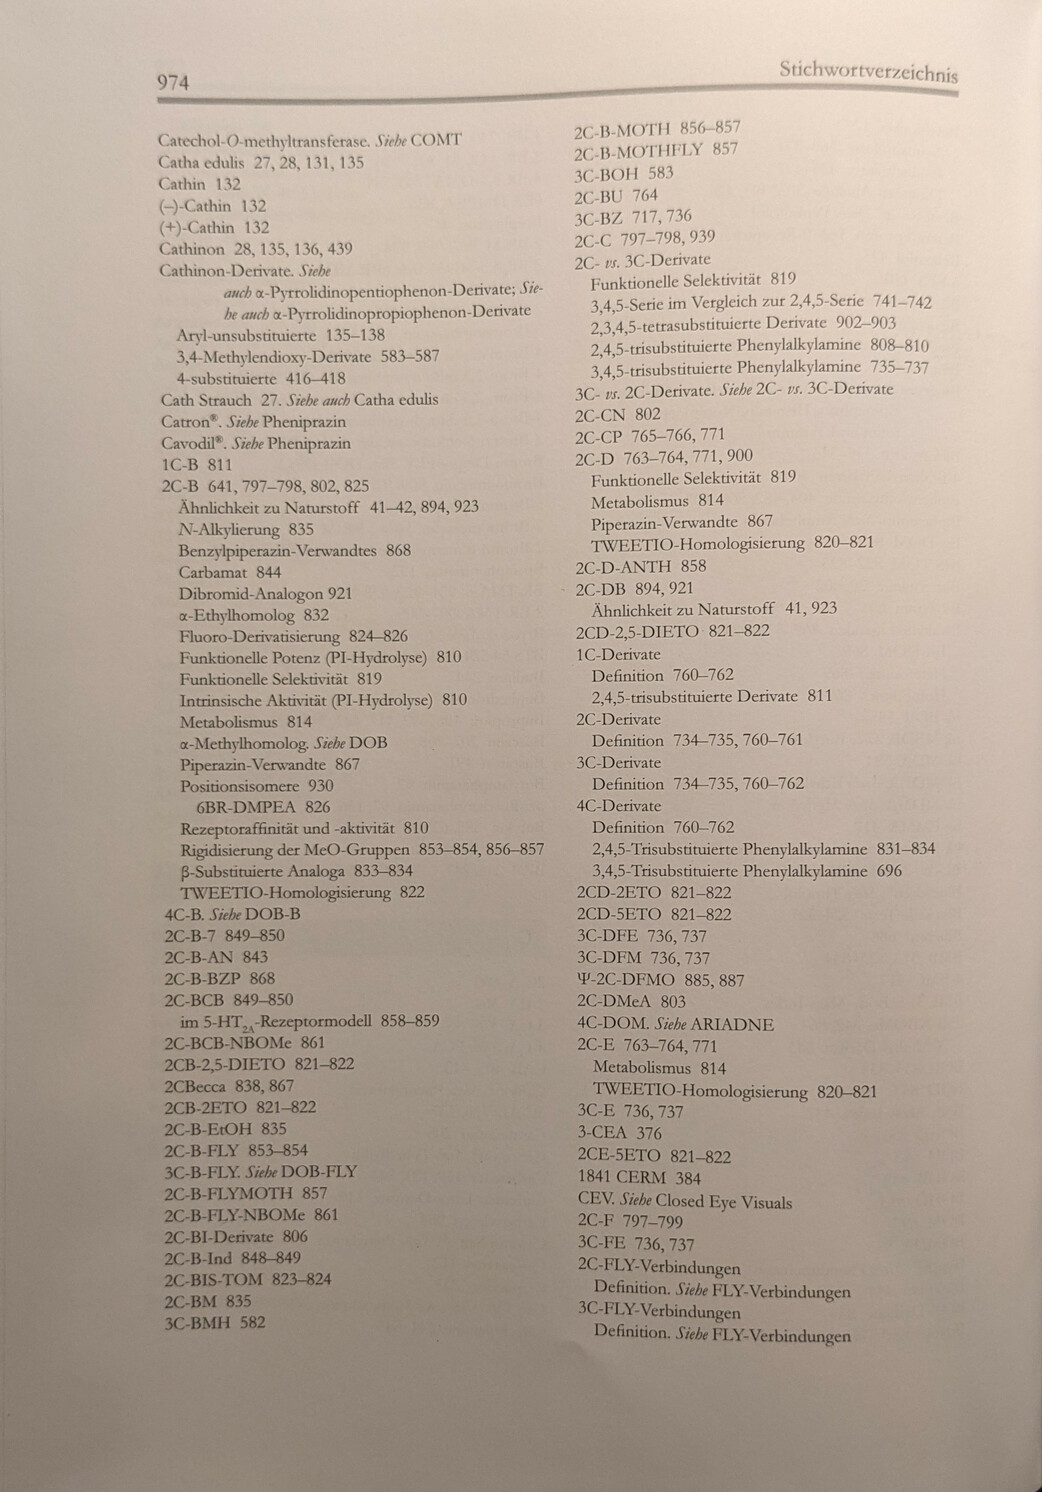 974
Stichwortverzeichnis
Catechol-O-methyltransferase. Siehe COMT
Catha edulis 27, 28, 131, 135
Cathin 132
(–)-Cathin 132
(+)-Cathin 132
Cathinon 28, 135, 136, 439
Cathinon-Derivate. Siehe
auch α-Pyrrolidinopentiophenon-Derivate; Sie-
he auch α-Pyrrolidinopropiophenon-Derivate
Aryl-unsubstituierte 135–138
3,4-Methylendioxy-Derivate 583–587
4-substituierte 416–418
Cath Strauch 27. Siehe auch Catha edulis
Catron®. Siehe Pheniprazin
Cavodil®. Siehe Pheniprazin
1C-B 811
2C-B 641, 797–798, 802, 825
Ähnlichkeit zu Naturstoff 41–42, 894, 923
N-Alkylierung 835
Benzylpiperazin-Verwandtes 868
Carbamat 844
Dibromid-Analogon 921
α-Ethylhomolog 832
Fluoro-Derivatisierung 824–826
Funktionelle Potenz (PI-Hydrolyse) 810
Funktionelle Selektivität 819
Intrinsische Aktivität (PI-Hydrolyse) 810
Metabolismus 814
α-Methylhomolog. Siehe DOB
Piperazin-Verwandte 867
Positionsisomere 930
6BR-DMPEA 826
Rezeptoraffinität und -aktivität 810
Rigidisierung der MeO-Gruppen 853–854, 856–857
β-Substituierte Analoga 833–834
TWEETIO-Homologisierung 822
4C-B. Siehe DOB-B
2C-B-7 849–850
2C-B-AN 843
2C-B-BZP 868
2C-BCB 849–850
im 5-HT2A-Rezeptormodell 858–859
2C-BCB-NBOMe 861
2CB-2,5-DIETO 821–822
2CBecca 838, 867
2CB-2ETO 821–822
2C-B-EtOH 835
2C-B-FLY 853–854
3C-B-FLY. Siehe DOB-FLY
2C-B-FLYMOTH 857
2C-B-FLY-NBOMe 861
2C-BI-Derivate 806
2C-B-Ind 848–849
2C-BIS-TOM 823–824
2C-BM 835
3C-BMH 582
2C-B-MOTH 856–857
2C-B-MOTHFLY 857
3C-BOH 583
2C-BU 764
3C-BZ 717, 736
2C-C 797–798, 939
2C- vs. 3C-Derivate
Funktionelle Selektivität 819
3,4,5-Serie im Vergleich zur 2,4,5-Serie 741–742
2,3,4,5-tetrasubstituierte Derivate 902–903
2,4,5-trisubstituierte Phenylalkylamine 808–810
3,4,5-trisubstituierte Phenylalkylamine 735–737
3C- vs. 2C-Derivate. Siehe 2C- vs. 3C-Derivate
2C-CN 802
2C-CP 765–766, 771
2C-D 763–764, 771, 900
Funktionelle Selektivität 819
Metabolismus 814
Piperazin-Verwandte 867
TWEETIO-Homologisierung 820–821
2C-D-ANTH 858
2C-DB 894, 921
Ähnlichkeit zu Naturstoff 41, 923
2CD-2,5-DIETO 821–822
1C-Derivate
Definition 760–762
2,4,5-trisubstituierte Derivate 811
2C-Derivate
Definition 734–735, 760–761
3C-Derivate
Definition 734–735, 760–762
4C-Derivate
Definition 760–762
2,4,5-Trisubstituierte Phenylalkylamine 831–834
3,4,5-Trisubstituierte Phenylalkylamine 696
2CD-2ETO 821–822
2CD-5ETO 821–822
3C-DFE 736, 737
3C-DFM 736, 737
Ψ-2C-DFMO 885, 887
2C-DMeA 803
4C-DOM. Siehe ARIADNE
2C-E 763–764, 771
Metabolismus 814
TWEETIO-Homologisierung 820–821
3C-E 736, 737
3-CEA 376
2CE-5ETO 821–822
1841 CERM 384
CEV. Siehe Closed Eye Visuals
2C-F 797–799
3C-FE 736, 737
2C-FLY-Verbindungen
Definition. Siehe FLY-Verbindungen
3C-FLY-Verbindungen
Definition. Siehe FLY-Verbindungen